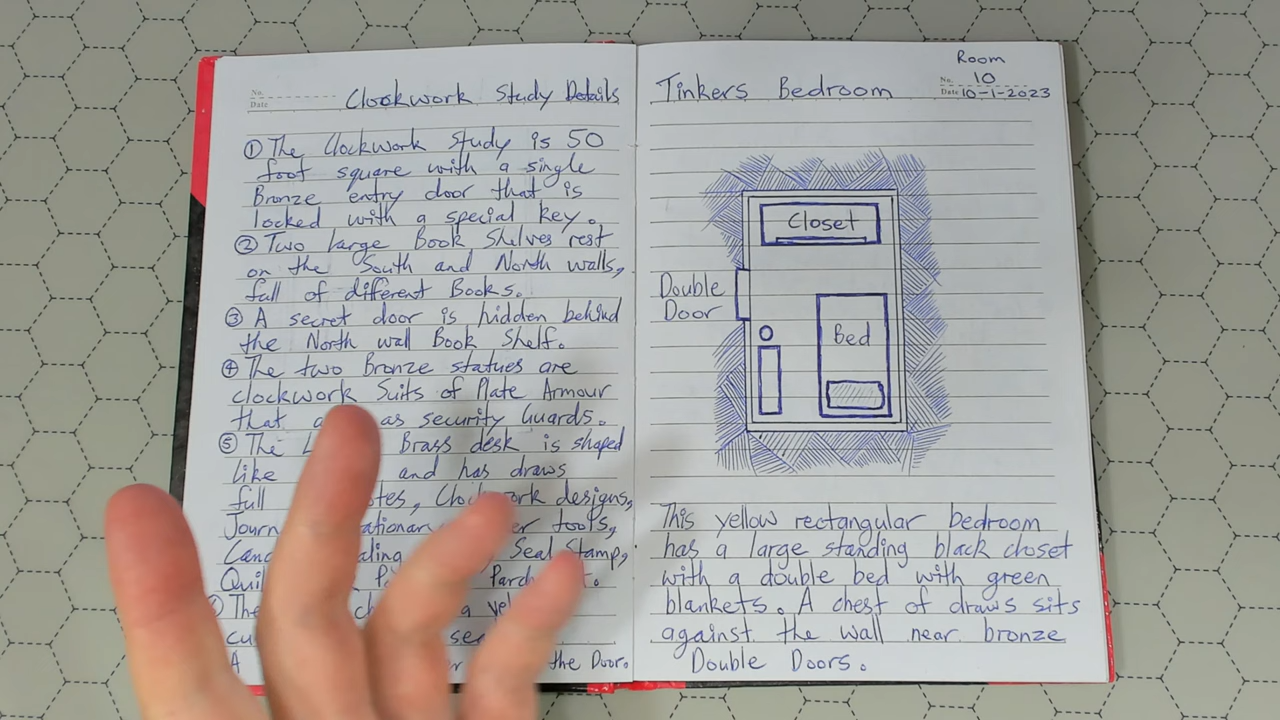 No.
Date
Clockwork Study Details
① The Clockwork Study is 50
foot square with a single
Bronze entry door that is
locked with a special key.
② Two large Book Shelves rest
on the South and North walls,
full of different Books.
③ A secret door is hidden behind
the North wall Book Shelf.
④ The two Bronze statues are
clockwork Suits of Plate Armour
that as security Guards.
⑤ The Brass desk is shaped
like and has draws
full Clockwork designs,
tools,
Seal Stamp,
The
A the Door.
Room
No. 10
Date 10-1-2023
Tinkers Bedroom
Closet
Double
Door
Bed
This yellow rectangular bedroom
has a large standing black closet
with a double bed with green
blankets. A chest of draws sits
against the wall near bronze
Double Doors.